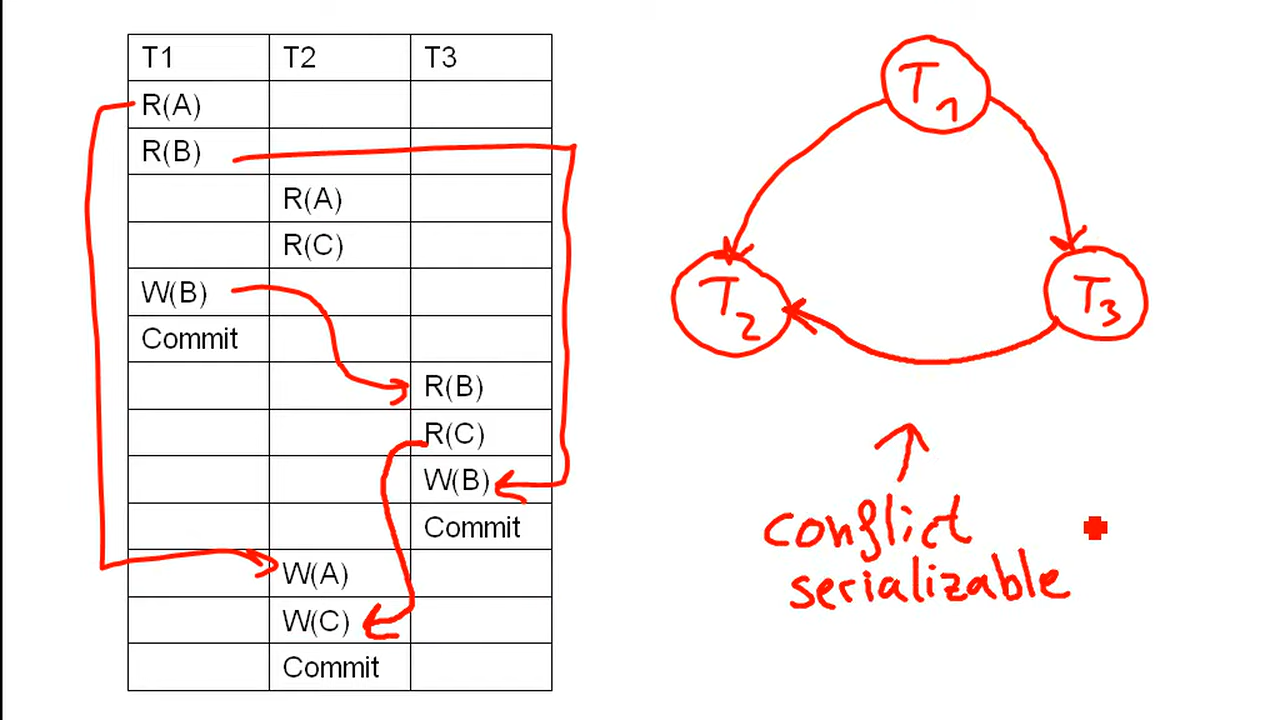 T1 T2 T3
R(A)
R(B)
R(A)
R(C)
W(B)
Commit
R(B)
R(C)
W(B)
Commit
W(A)
W(C)
Commit
T1
T2
T3
conflict
serializable